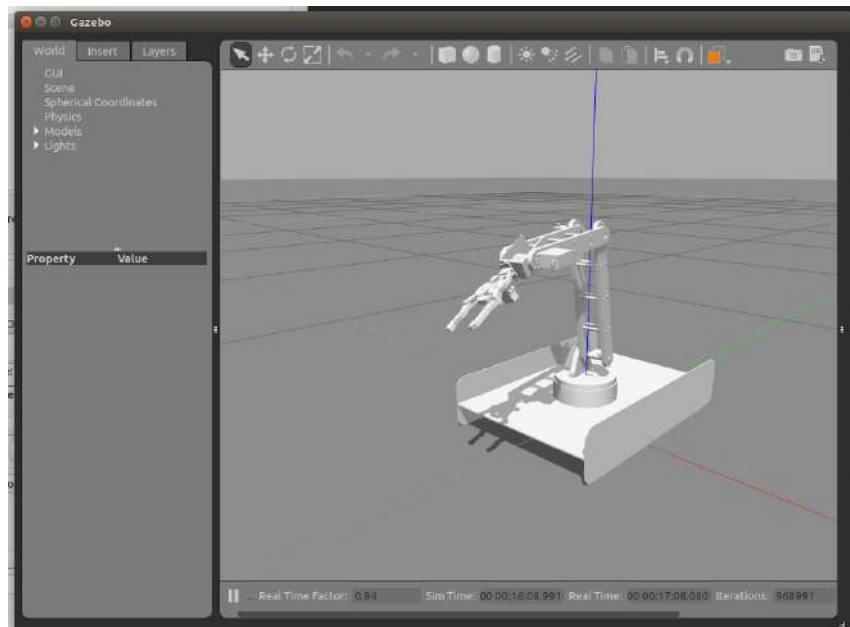 Gazebo
World Insert Layers
GUI
Scene
Spherical Coordinates
Physics
Models
Lights
Property Value
Real Time Factor: 0.94 Sim Time: 00 00:16:08.991 Real Time: 00 00:17:08.080 Iterations: 968991